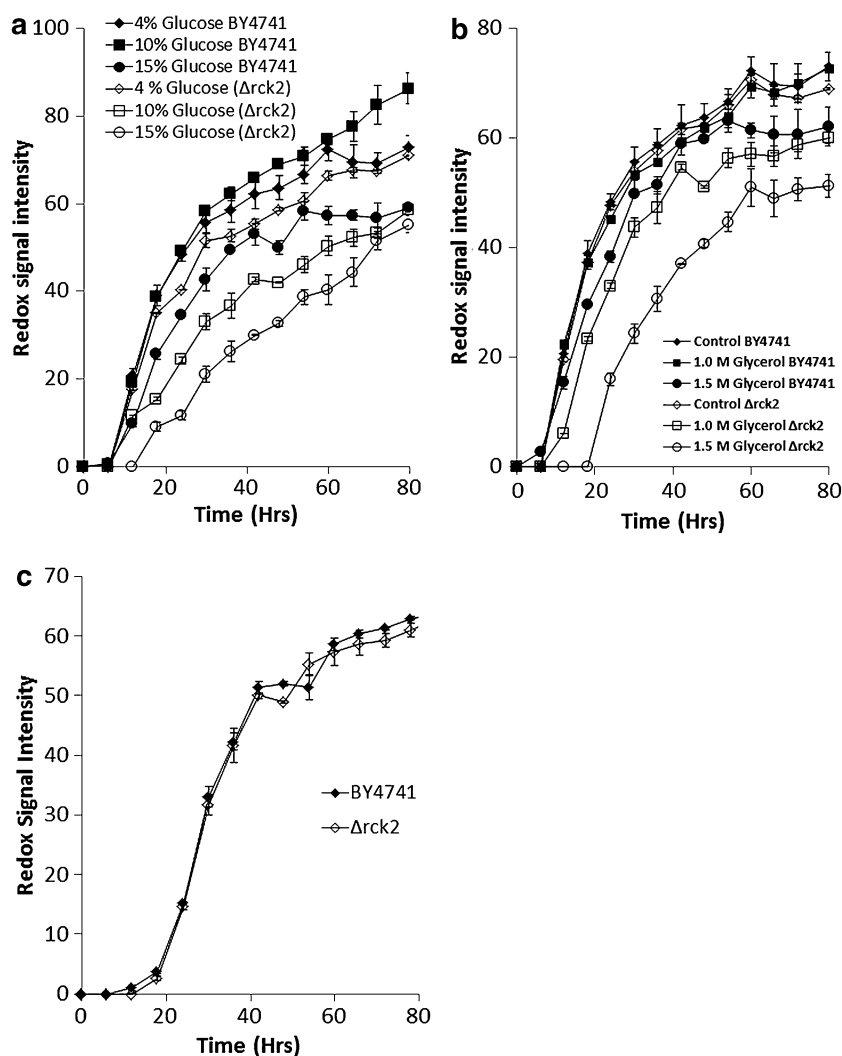 a
4% Glucose BY4741
10% Glucose BY4741
15% Glucose BY4741
4 % Glucose (Δrck2)
10% Glucose (Δrck2)
15% Glucose (Δrck2)
100
80
60
40
20
0
Redox signal intensity
0 20 40 60 80
Time (Hrs)
b
80
60
40
20
0
Redox signal intensity
Control BY4741
1.0 M Glycerol BY4741
1.5 M Glycerol BY4741
Control Δrck2
1.0 M Glycerol Δrck2
1.5 M Glycerol Δrck2
0 20 40 60 80
Time (Hrs)
c
70
60
50
40
30
20
10
0
Redox Signal Intensity
BY4741
Δrck2
0 20 40 60 80
Time (Hrs)